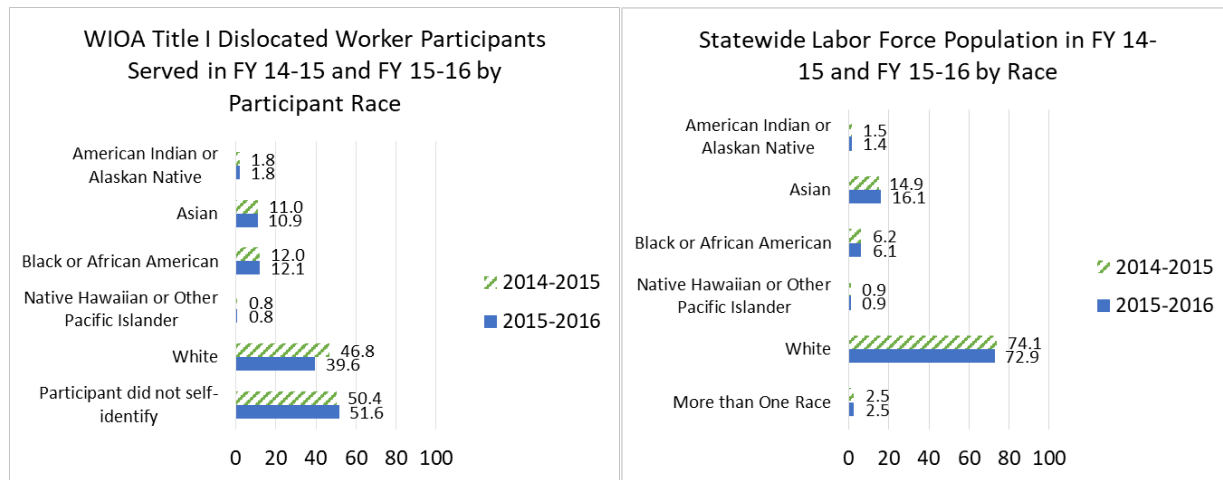 WIOA Title I Dislocated Worker Participants
Served in FY 14-15 and FY 15-16 by
Participant Race
American Indian or
Alaskan Native
1.8
1.8
Asian
11.0
10.9
Black or African American
12.0
12.1
Native Hawaiian or Other
Pacific Islander
0.8
0.8
White
46.8
39.6
Participant did not self-
identify
50.4
51.6
0 20 40 60 80 100
2014-2015
2015-2016
Statewide Labor Force Population in FY 14-
15 and FY 15-16 by Race
American Indian or
Alaskan Native
1.5
1.4
Asian
14.9
16.1
Black or African American
6.2
6.1
Native Hawaiian or Other
Pacific Islander
0.9
0.9
White
74.1
72.9
More than One Race
2.5
2.5
0 20 40 60 80 100
2014-2015
2015-2016